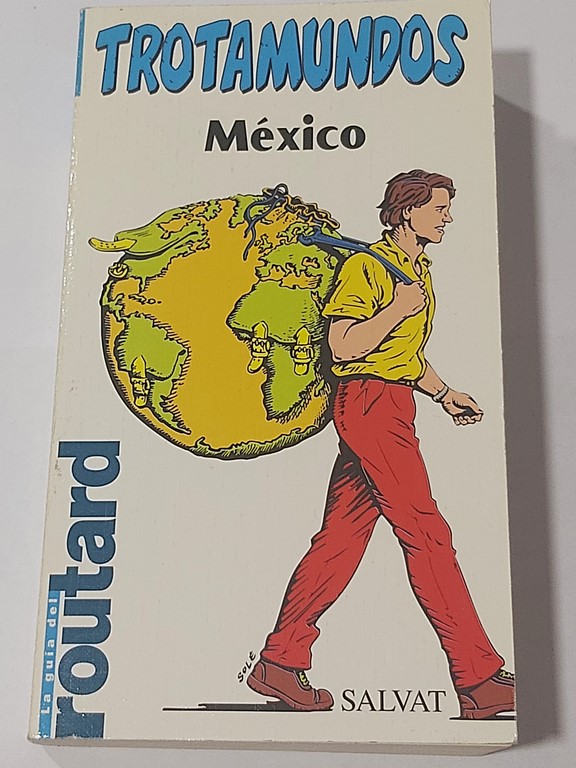 TROTAMUNDOS
México
La guía del
routard
SOLÉ
SALVAT